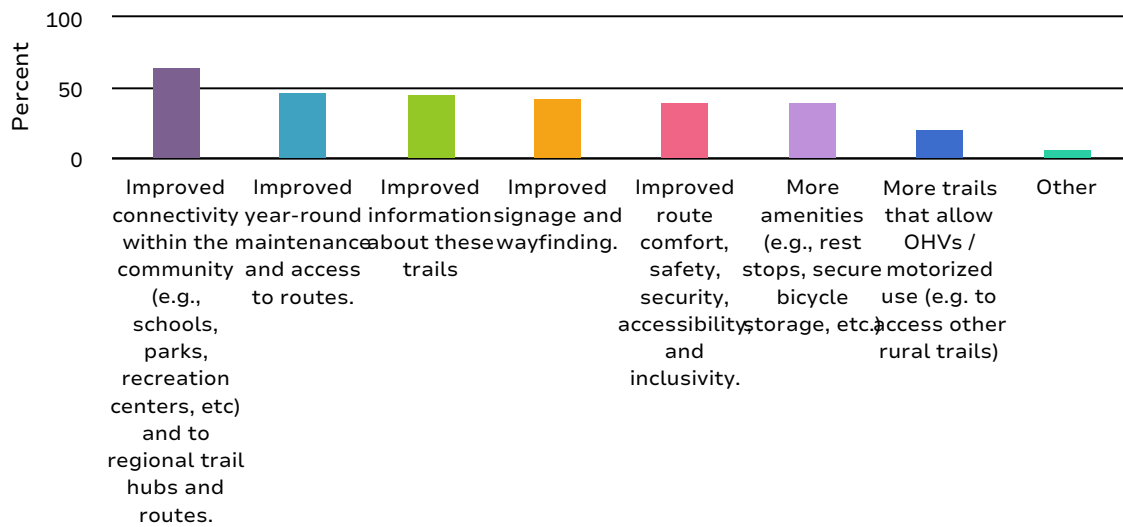 100
Percent
50
0
Improved
connectivity
within the
community
(e.g.,
schools,
parks,
recreation
centers, etc)
and to
regional trail
hubs and
routes.
Improved
year-round
maintenance
and access
to routes.
Improved
information
about these
trails
Improved
signage and
wayfinding.
Improved
route
comfort,
safety,
security,
accessibility,
and
inclusivity.
More
amenities
(e.g., rest
stops, secure
bicycle
storage, etc.)
More trails
that allow
OHVs /
motorized
use (e.g. to
access other
rural trails)
Other